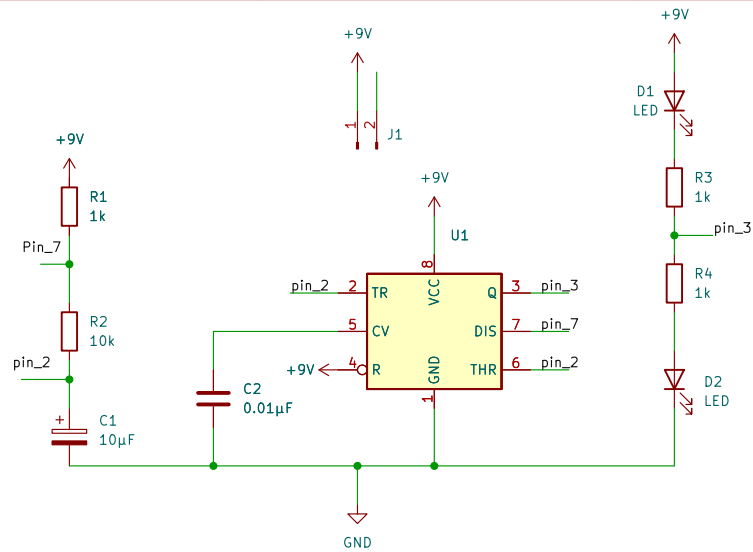 +9V
+9V
D1
LED
1
2
J1
+9V
R1
1k
+9V
R3
1k
Pin_7
U1
pin_3
8
VCC
R4
1k
pin_2
2
TR
Q
3
pin_3
R2
10k
5
CV
DIS
7
pin_7
pin_2
+9V
4
R
GND
THR
6
pin_2
1
D2
LED
C2
0.01µF
+
C1
10µF
GND